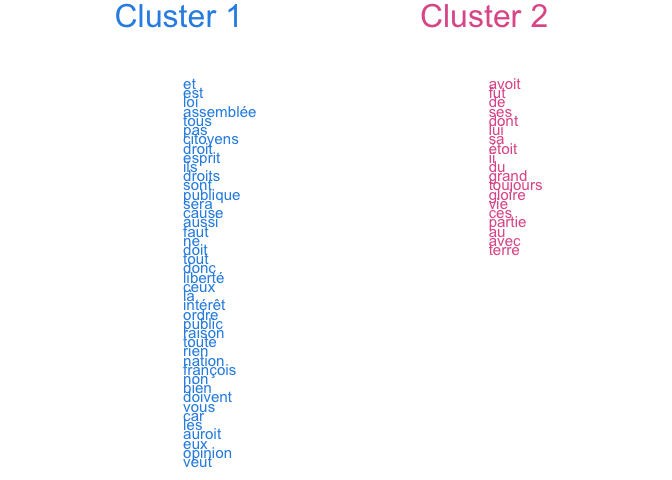 Cluster 1
et
est
loi
assemblée
tous
pas
citoyens
droit
esprit
ils
droits
sont
publique
sera
cause
aussi
faut
ne
doit
tout
donc
liberté
ceux
la
intérêt
ordre
public
raison
toute
rien
nation
françois
non
bien
doivent
vous
car
les
auroit
eux
opinion
veut
Cluster 2
avoit
fut
de
ses
dont
lui
sa
étoit
il
du
grand
toujours
gloire
vie
ces
partie
au
avec
terre